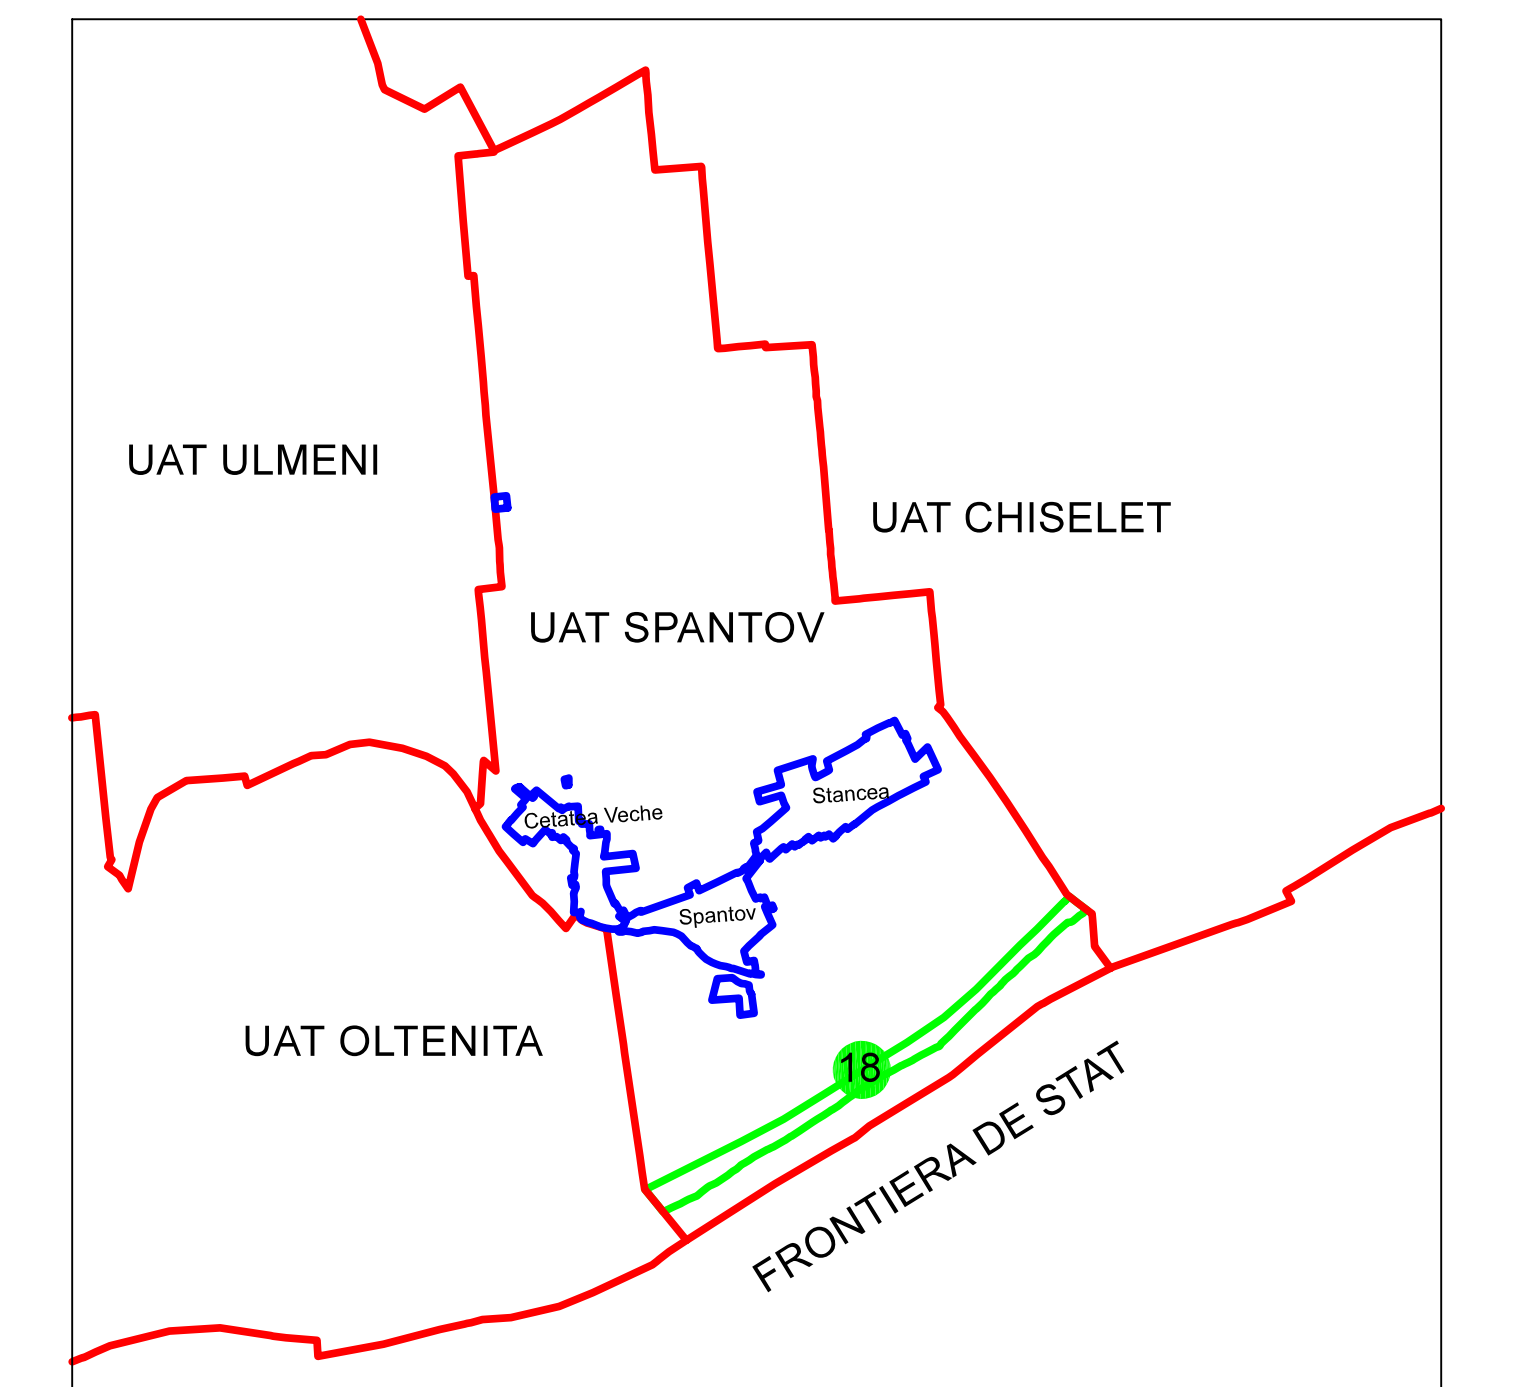 UAT ULMENI
UAT CHISELET
UAT SPANTOV
Stancea
Cetatea Veche
Spantov
UAT OLTENITA
18
FRONTIERA DE STAT